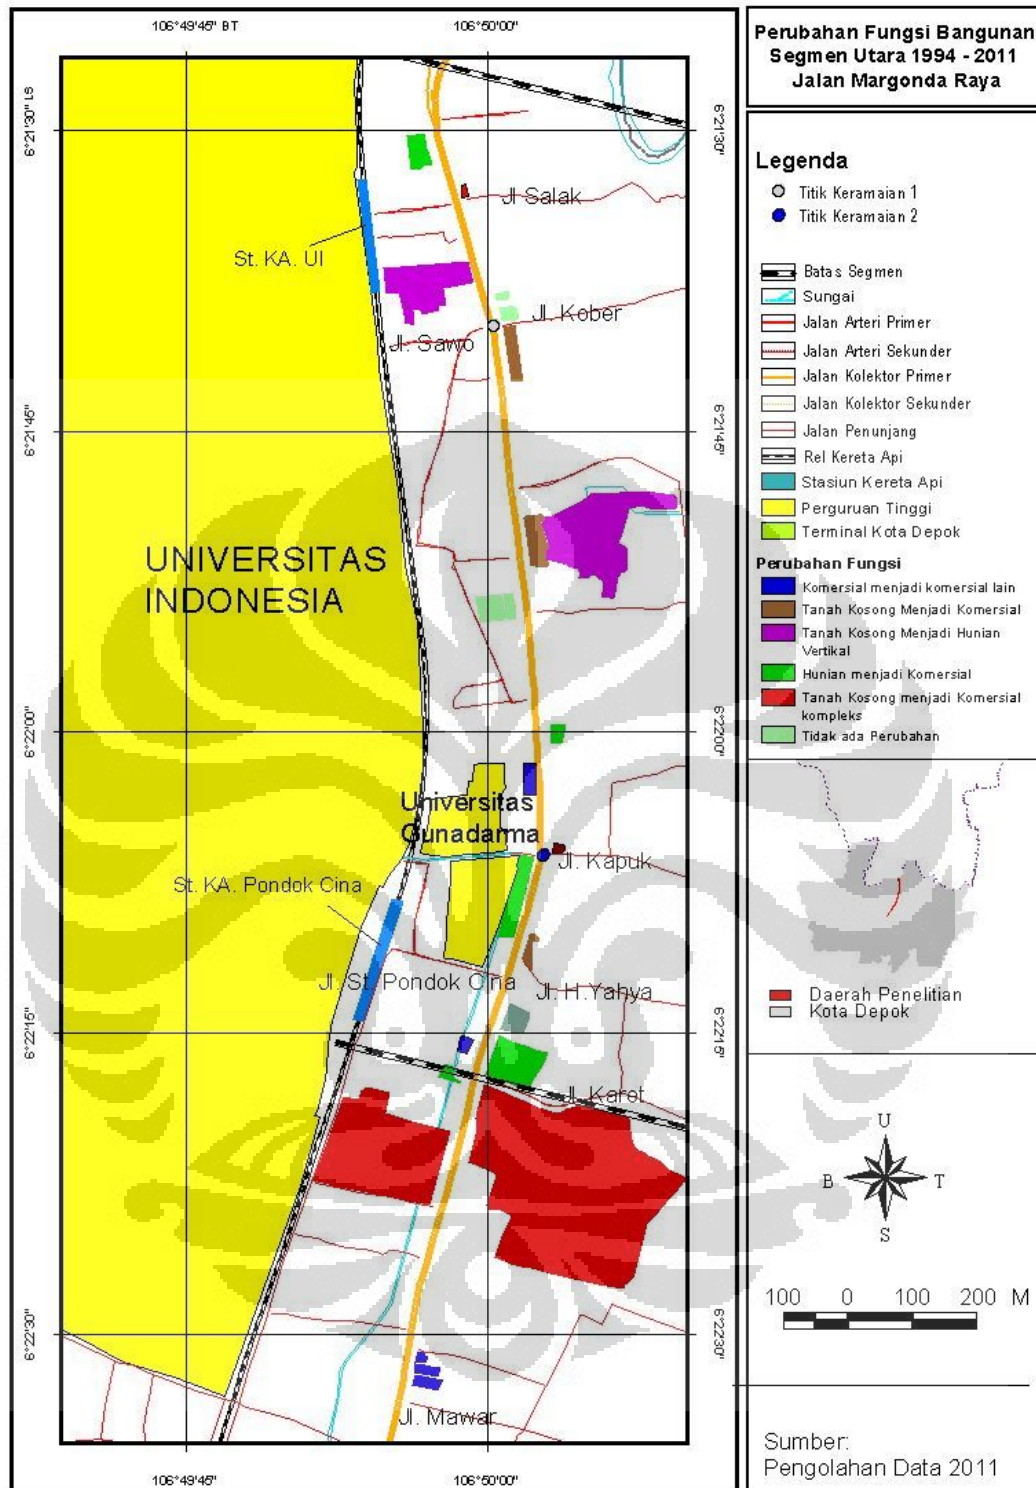 106°49'45" BT
106°50'00"
Perubahan Fungsi Bangunan
Segmen Utara 1994 - 2011
Jalan Margonda Raya
6°21'30" LS
6°21'30"
Legenda
Titik Keramaian 1
Titik Keramaian 2
Jl Salak
St. KA. UI
Batas Segmen
Sungai
Jl. Kober
Jalan Arteri Primer
Jl. Sawo
Jalan Arteri Sekunder
Jalan Kolektor Primer
Jalan Kolektor Sekunder
6°21'45"
6°21'45"
Jalan Penunjang
Rel Kereta Api
Stasiun Kereta Api
Perguruan Tinggi
Terminal Kota Depok
UNIVERSITAS
INDONESIA
Perubahan Fungsi
Komersial menjadi komersial lain
Tanah Kosong Menjadi Komersial
Tanah Kosong Menjadi Hunian
Vertikal
Hunian menjadi Komersial
Tanah Kosong menjadi Komersial
kompleks
Tidak ada Perubahan
6°22'00"
6°22'00"
Universitas
Gunadarma
Jl. Kapuk
St. KA. Pondok Cina
Jl. St. Pondok Cina
Jl. H.Yahya
Daerah Penelitian
Kota Depok
6°22'15"
6°22'15"
Jl. Karet
U
B
T
S
100 0 100 200 M
6°22'30"
6°22'30"
Jl. Mawar
Sumber:
Pengolahan Data 2011
106°49'45"
106°50'00"